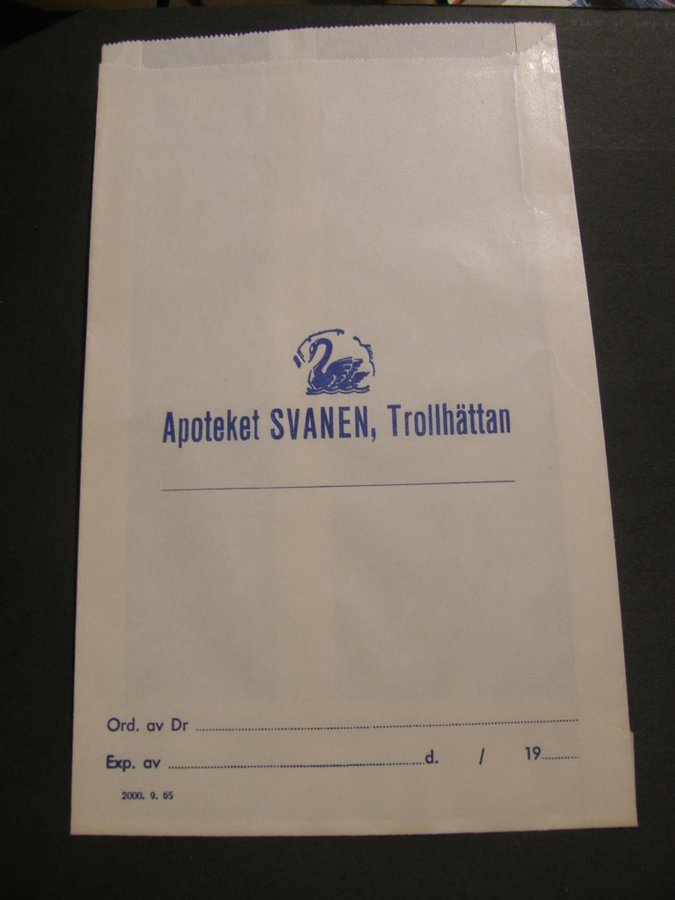 Apoteket SVANEN, Trollhättan
Ord. av Dr ........................................
Exp. av ........................................ d. / 19........
2000. 9. 65